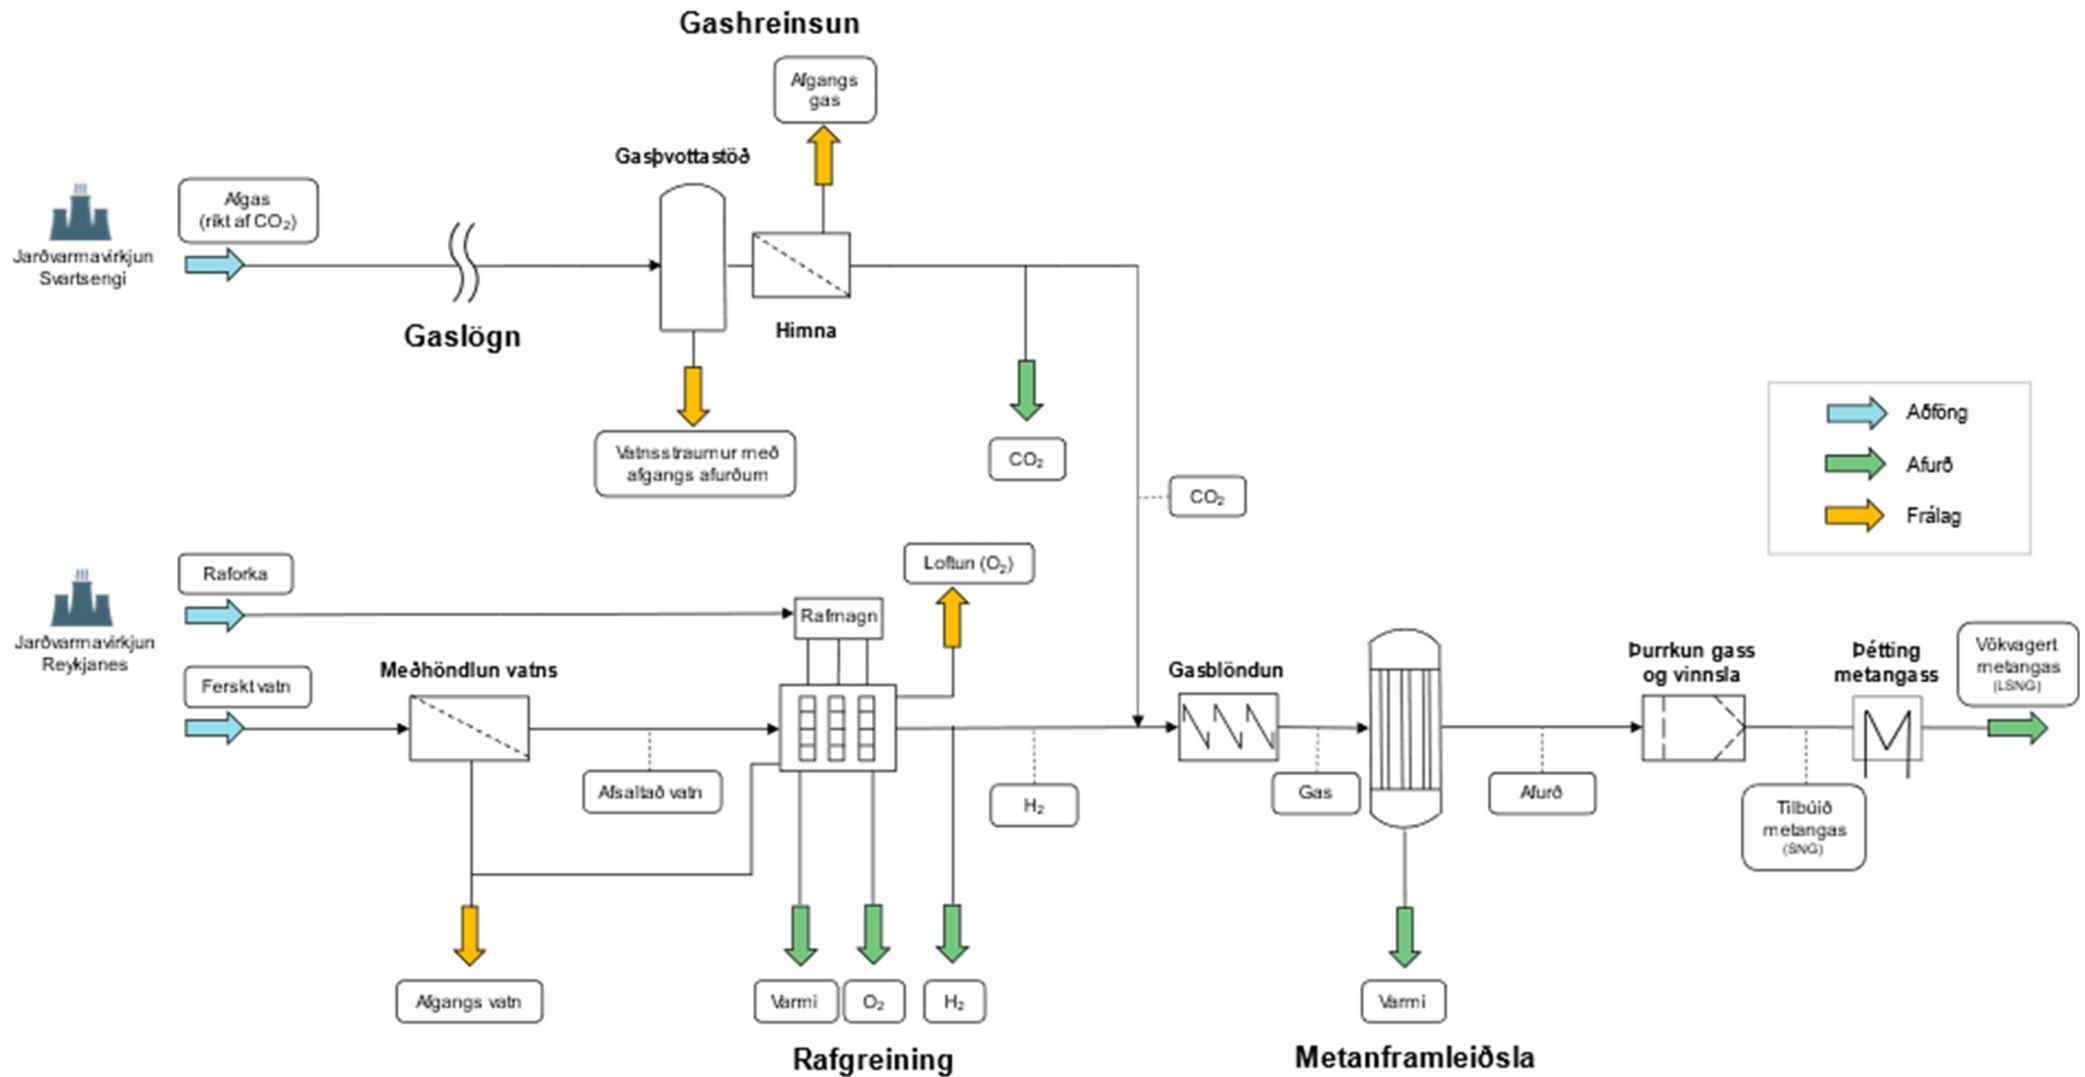 Gashreinsun
Afgangs
gas
Gasþvottastöð
Afgas
(ríkt af CO₂)
Jarðvarmavirkjun
Svartsengi
Gaslögn
Himna
Vatnsstraumur með
afgangs afurðum
CO₂
CO₂
Aðföng
Afurð
Frálag
Raforka
Jarðvarmavirkjun
Reykjanes
Ferskt vatn
Meðhöndlun vatns
Afsaltað vatn
Rafmagn
Loftun (O₂)
H₂
Gasblöndun
Gas
Afurð
Þurrkun gass
og vinnsla
Tilbúið
metangas
(SNG)
Þétting
metangass
Vökvagert
metangas
(LSNG)
Afgangs vatn
Varmi
O₂
H₂
Varmi
Rafgreining
Metanframleiðsla